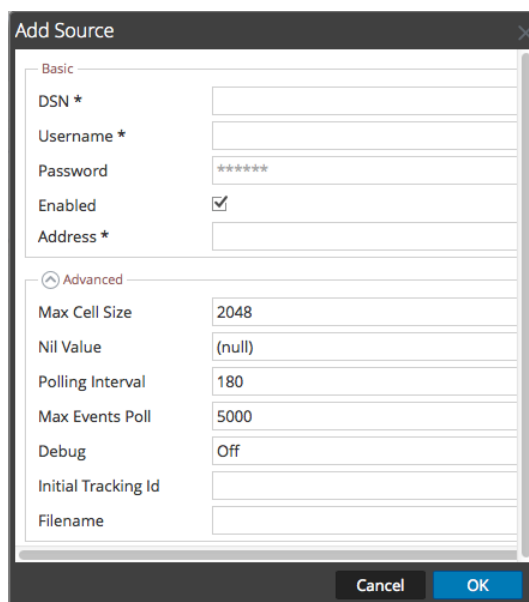 Add Source
Basic
DSN *
Username *
Password ******
Enabled
Address *
Advanced
Max Cell Size 2048
Nil Value (null)
Polling Interval 180
Max Events Poll 5000
Debug Off
Initial Tracking Id
Filename
Cancel OK